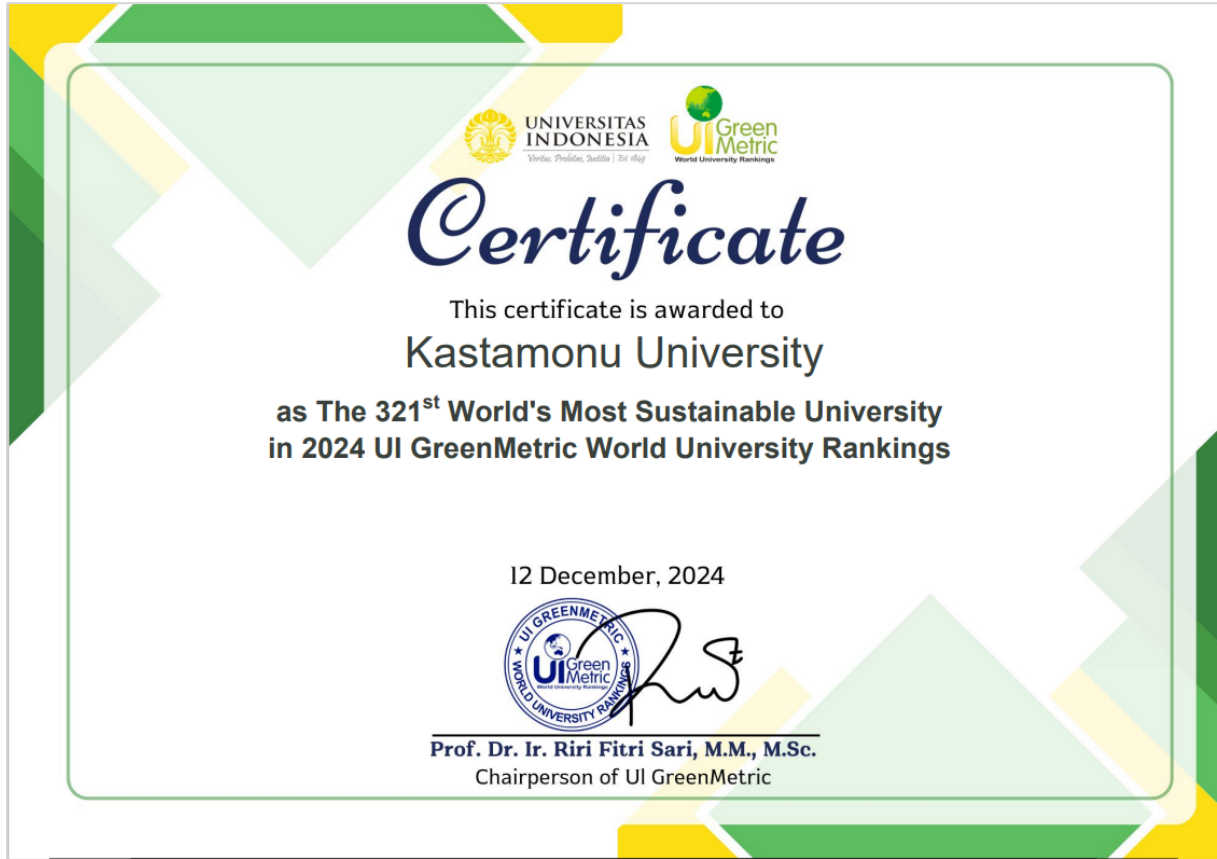 UNIVERSITAS
INDONESIA
Veritas, Probitas, Justitia | Est 1849
UI Green
Metric
World University Rankings
Certificate
This certificate is awarded to
Kastamonu University
as The 321st World's Most Sustainable University
in 2024 UI GreenMetric World University Rankings
12 December, 2024
UI GREENMETRIC
WORLD UNIVERSITY RANKINGS
UI Green
Metric
World University Rankings
Prof. Dr. Ir. Riri Fitri Sari, M.M., M.Sc.
Chairperson of UI GreenMetric